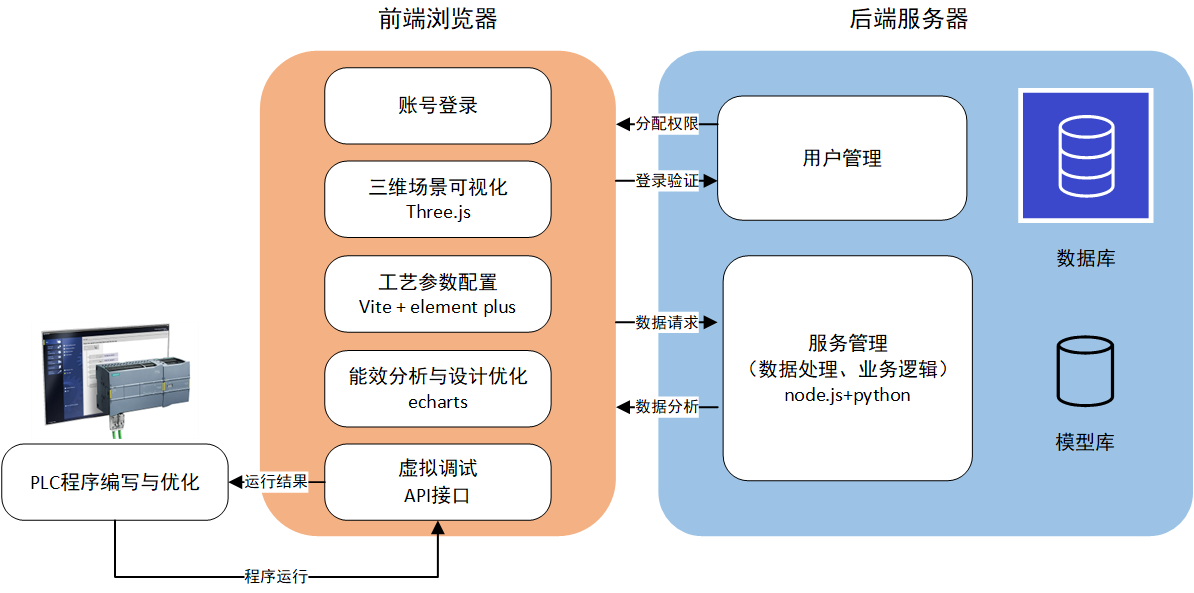 前端浏览器
后端服务器
账号登录
三维场景可视化
Three.js
工艺参数配置
Vite + element plus
能效分析与设计优化
echarts
虚拟调试
API接口
分配权限
登录验证
数据请求
数据分析
用户管理
服务管理
（数据处理、业务逻辑）
node.js+python
数据库
模型库
PLC程序编写与优化
运行结果
程序运行